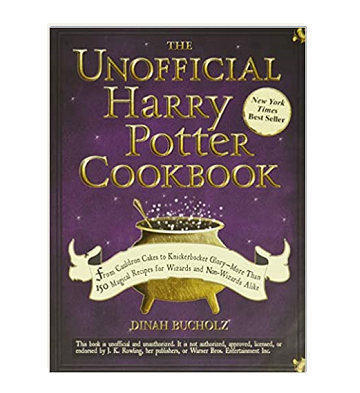 THE
UNOFFICIAL
HARRY
POTTER
COOKBOOK
New York
Times
Best Seller
From Cauldron Cakes to Knickerbocker Glory—More Than
150 Magical Recipes for Wizards and Non-Wizards Alike
DINAH BUCHOLZ
This book is unofficial and unauthorized. It is not authorized, approved, licensed, or
endorsed by J. K. Rowling, her publishers, or Warner Bros. Entertainment Inc.